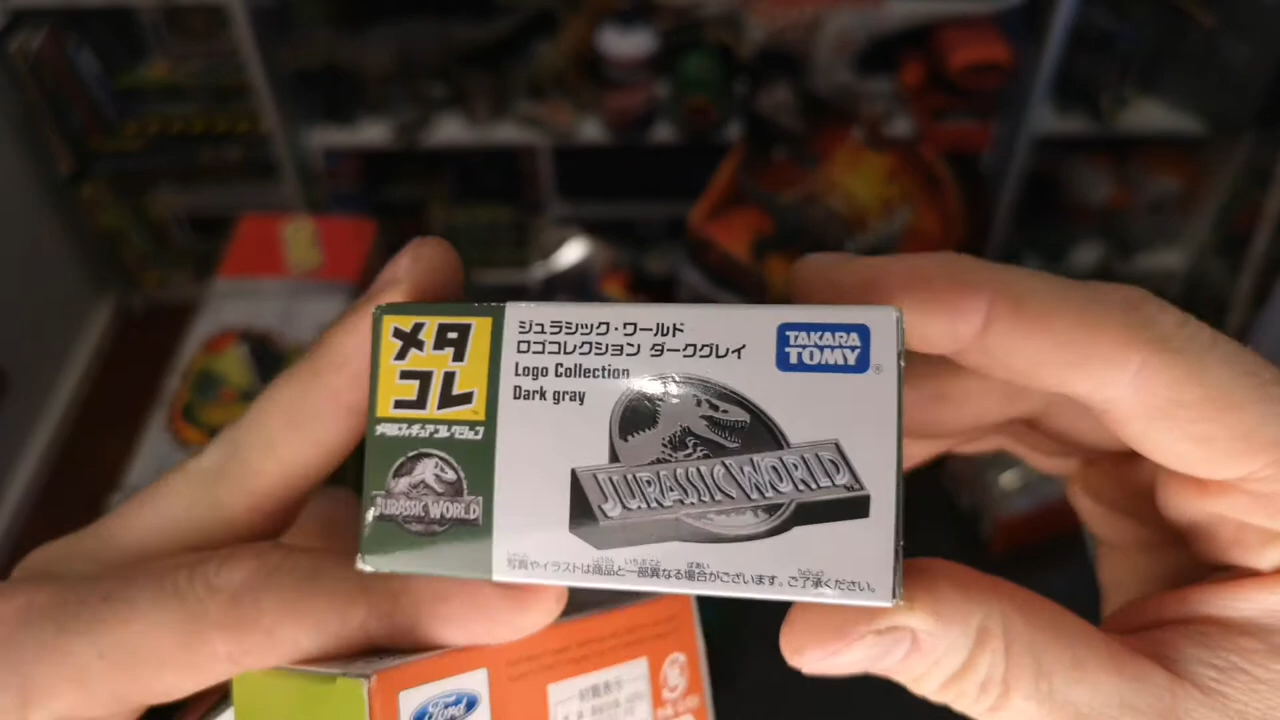 メタ
コレ
メタルフィギュアコレクション
JURASSIC WORLD
ジュラシック・ワールド
ロゴコレクション ダークグレイ
Logo Collection
Dark gray
TAKARA
TOMY
®
JURASSIC WORLD
写真やイラストは商品と一部異なる場合がございます。ご了承ください。
Ford